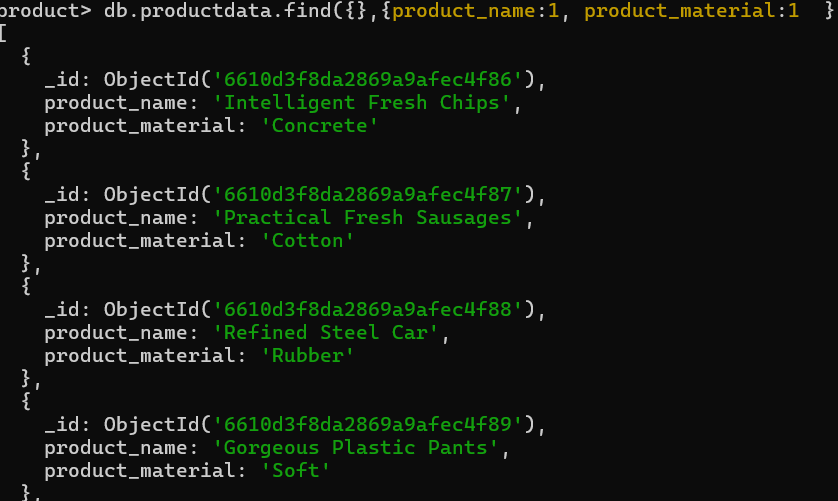 product> db.productdata.find({},{product_name:1, product_material:1  }
[
  {
    _id: ObjectId('6610d3f8da2869a9afec4f86'),
    product_name: 'Intelligent Fresh Chips',
    product_material: 'Concrete'
  },
  {
    _id: ObjectId('6610d3f8da2869a9afec4f87'),
    product_name: 'Practical Fresh Sausages',
    product_material: 'Cotton'
  },
  {
    _id: ObjectId('6610d3f8da2869a9afec4f88'),
    product_name: 'Refined Steel Car',
    product_material: 'Rubber'
  },
  {
    _id: ObjectId('6610d3f8da2869a9afec4f89'),
    product_name: 'Gorgeous Plastic Pants',
    product_material: 'Soft'
  },